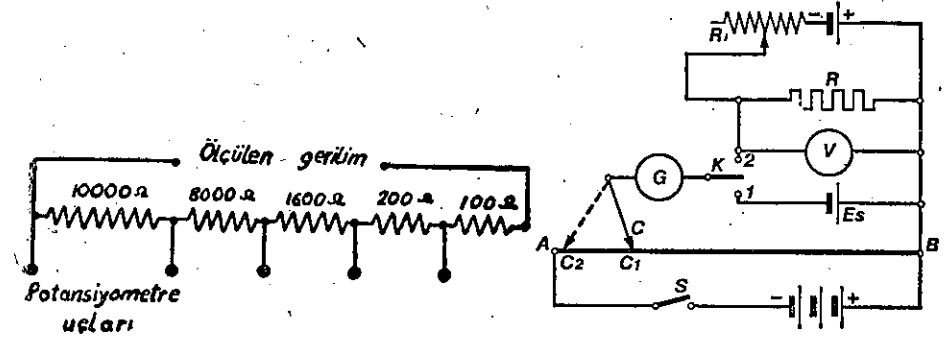 Ölçülen gerilim
10000Ω 8000Ω 1600Ω 200Ω 100Ω
Potansiyometre
uçları
R₁ - +
R
V
2
G K
1
Es
C
A C₂ C₁ B
S - +